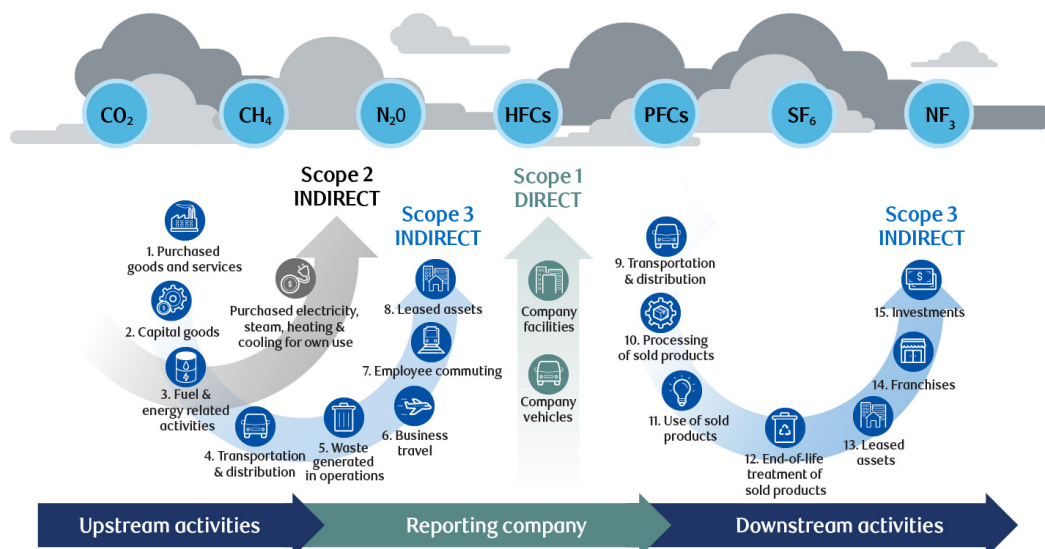 CO₂
CH₄
N₂0
HFCs
PFCs
SF₆
NF₃
Scope 2
INDIRECT
Scope 1
DIRECT
Scope 3
INDIRECT
Scope 3
INDIRECT
1. Purchased
goods and services
2. Capital goods
3. Fuel &
energy related
activities
4. Transportation
& distribution
5. Waste
generated
in operations
6. Business
travel
7. Employee commuting
8. Leased assets
$
Purchased electricity,
steam, heating &
cooling for own use
Company
facilities
Company
vehicles
9. Transportation
& distribution
10. Processing
of sold products
11. Use of sold
products
12. End-of-life
treatment of
sold products
13. Leased
assets
14. Franchises
$
15. Investments
Upstream activities
Reporting company
Downstream activities